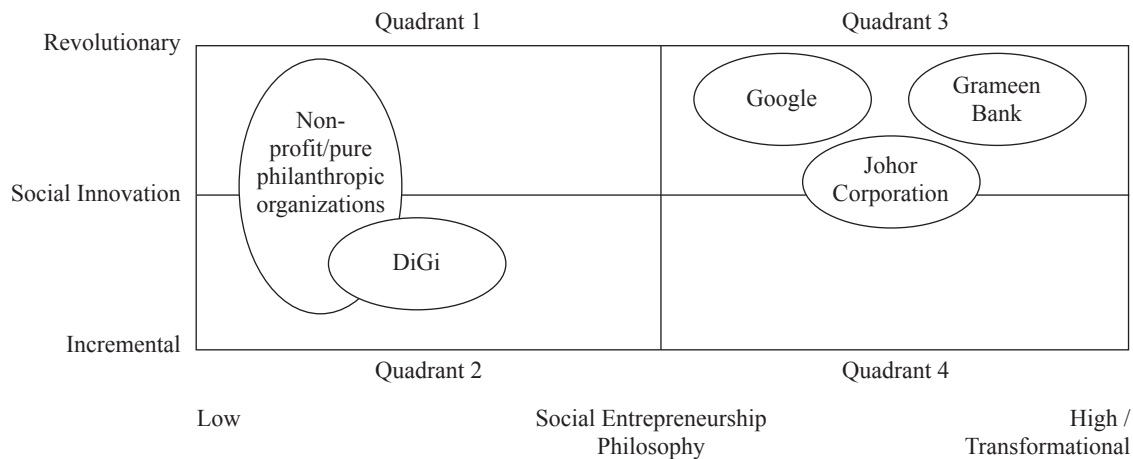 Quadrant 1
Quadrant 3
Revolutionary
Google
Grameen
Bank
Non-
profit/pure
philanthropic
organizations
Johor
Corporation
Social Innovation
DiGi
Incremental
Quadrant 2
Quadrant 4
Low
Social Entrepreneurship
Philosophy
High /
Transformational